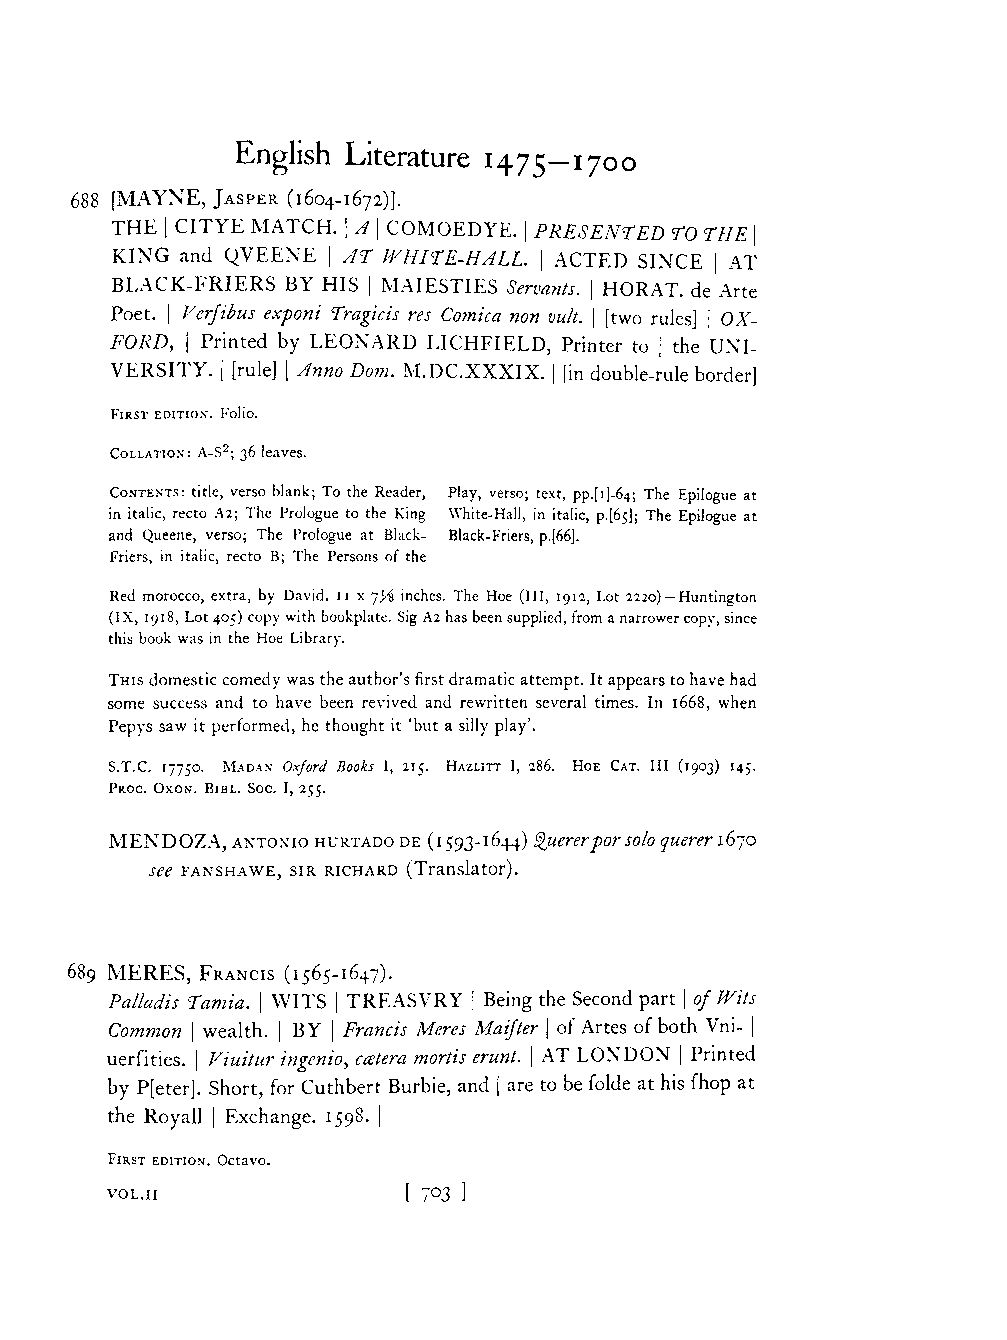 English Literature 1475—1700
688 [MAYNE, JASPER (1604-1672)].
THE | CITYE MATCH. | A | COMOEDYE. | PRESENTED TO THE |
KING and QVEENE | AT WHITE-HALL. | ACTED SINCE | AT
BLACK-FRIERS BY HIS | MAIESTIES Servants. | HORAT. de Arte
Poet. | Verſibus exponi Tragicis res Comica non vult. | [two rules] | OX-
FORD, | Printed by LEONARD LICHFIELD, Printer to | the UNI-
VERSITY. | [rule] | Anno Dom. M.DC.XXXIX. | [in double-rule border]
FIRST EDITION. Folio.
COLLATION: A-S²; 36 leaves.
CONTENTS: title, verso blank; To the Reader,
in italic, recto A2; The Prologue to the King
and Queene, verso; The Prologue at Black-
Friers, in italic, recto B; The Persons of the
Play, verso; text, pp.[1]-64; The Epilogue at
White-Hall, in italic, p.[65]; The Epilogue at
Black-Friers, p.[66].
Red morocco, extra, by David. 11 x 7⅛ inches. The Hoe (III, 1912, Lot 2220)—Huntington
(IX, 1918, Lot 405) copy with bookplate. Sig A2 has been supplied, from a narrower copy, since
this book was in the Hoe Library.
THIS domestic comedy was the author's first dramatic attempt. It appears to have had
some success and to have been revived and rewritten several times. In 1668, when
Pepys saw it performed, he thought it 'but a silly play'.
S.T.C. 17750. MADAN Oxford Books I, 215. HAZLITT I, 286. HOE CAT. III (1903) 145.
PROC. OXON. BIBL. SOC. I, 255.
MENDOZA, ANTONIO HURTADO DE (1593-1644) Querer por solo querer 1670
see FANSHAWE, SIR RICHARD (Translator).
689 MERES, FRANCIS (1565-1647).
Palladis Tamia. | WITS | TREASVRY | Being the Second part | of Wits
Common | wealth. | BY | Francis Meres Maiſter | of Artes of both Vni- |
uerſities. | Viuitur ingenio, cætera mortis erunt. | AT LONDON | Printed
by P[eter]. Short, for Cuthbert Burbie, and | are to be ſolde at his ſhop at
the Royall | Exchange. 1598. |
FIRST EDITION. Octavo.
VOL.II [ 703 ]